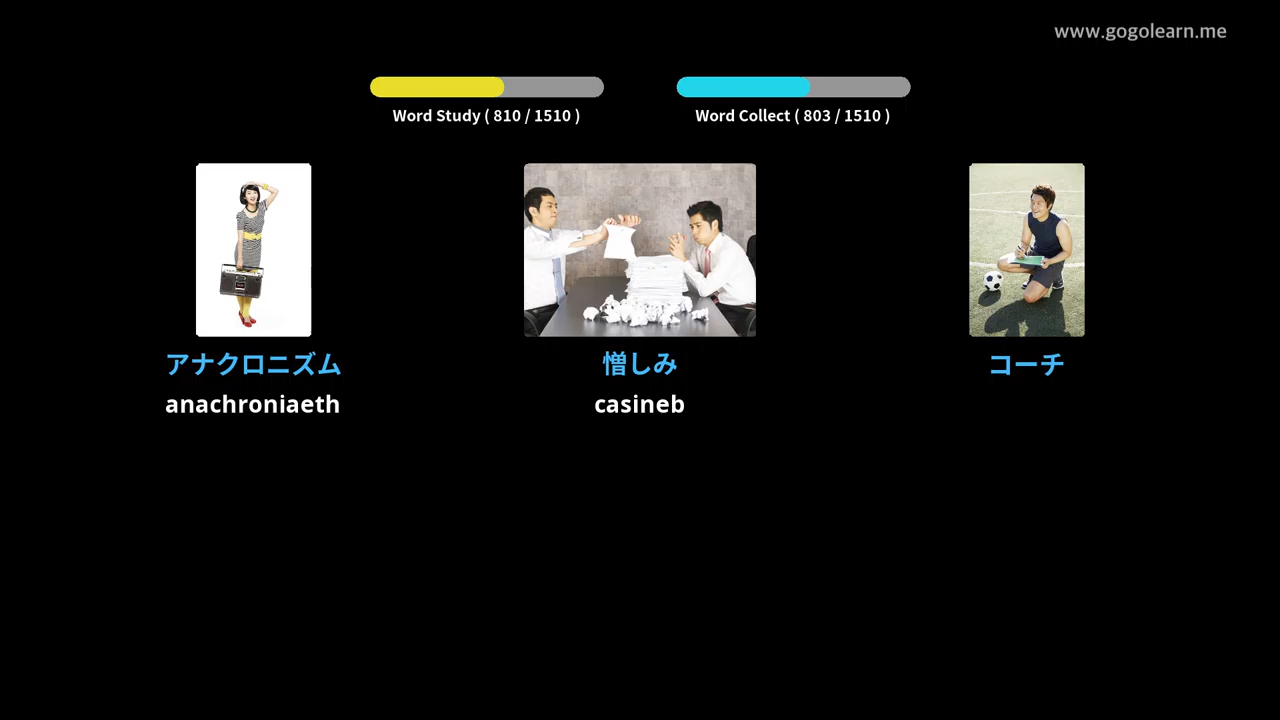 www.gogolearn.me
Word Study ( 810 / 1510 )
Word Collect ( 803 / 1510 )
アナクロニズム
憎しみ
コーチ
anachroniaeth
casineb